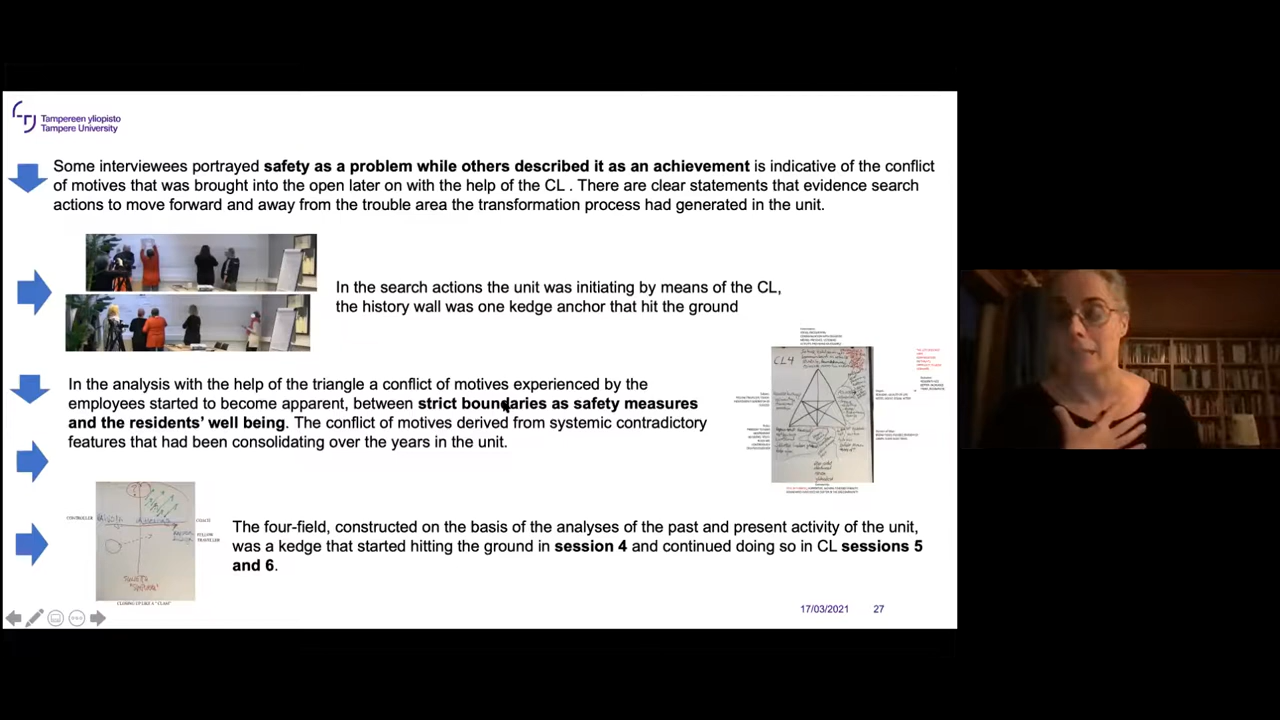 Tampereen yliopisto
Tampere University
Some interviewees portrayed safety as a problem while others described it as an achievement is indicative of the conflict
of motives that was brought into the open later on with the help of the CL . There are clear statements that evidence search
actions to move forward and away from the trouble area the transformation process had generated in the unit.
In the search actions the unit was initiating by means of the CL,
the history wall was one kedge anchor that hit the ground
CL4
In the analysis with the help of the triangle a conflict of motives experienced by the
employees started to become apparent, between strict boundaries as safety measures
and the residents' well being. The conflict of motives derived from systemic contradictory
features that had been consolidating over the years in the unit.
CONTROLLER
COACH
FELLOW
TRAVELLER
The four-field, constructed on the basis of the analyses of the past and present activity of the unit,
was a kedge that started hitting the ground in session 4 and continued doing so in CL sessions 5
and 6.
CLOSING UP LIKE A "CLAM"
17/03/2021 27